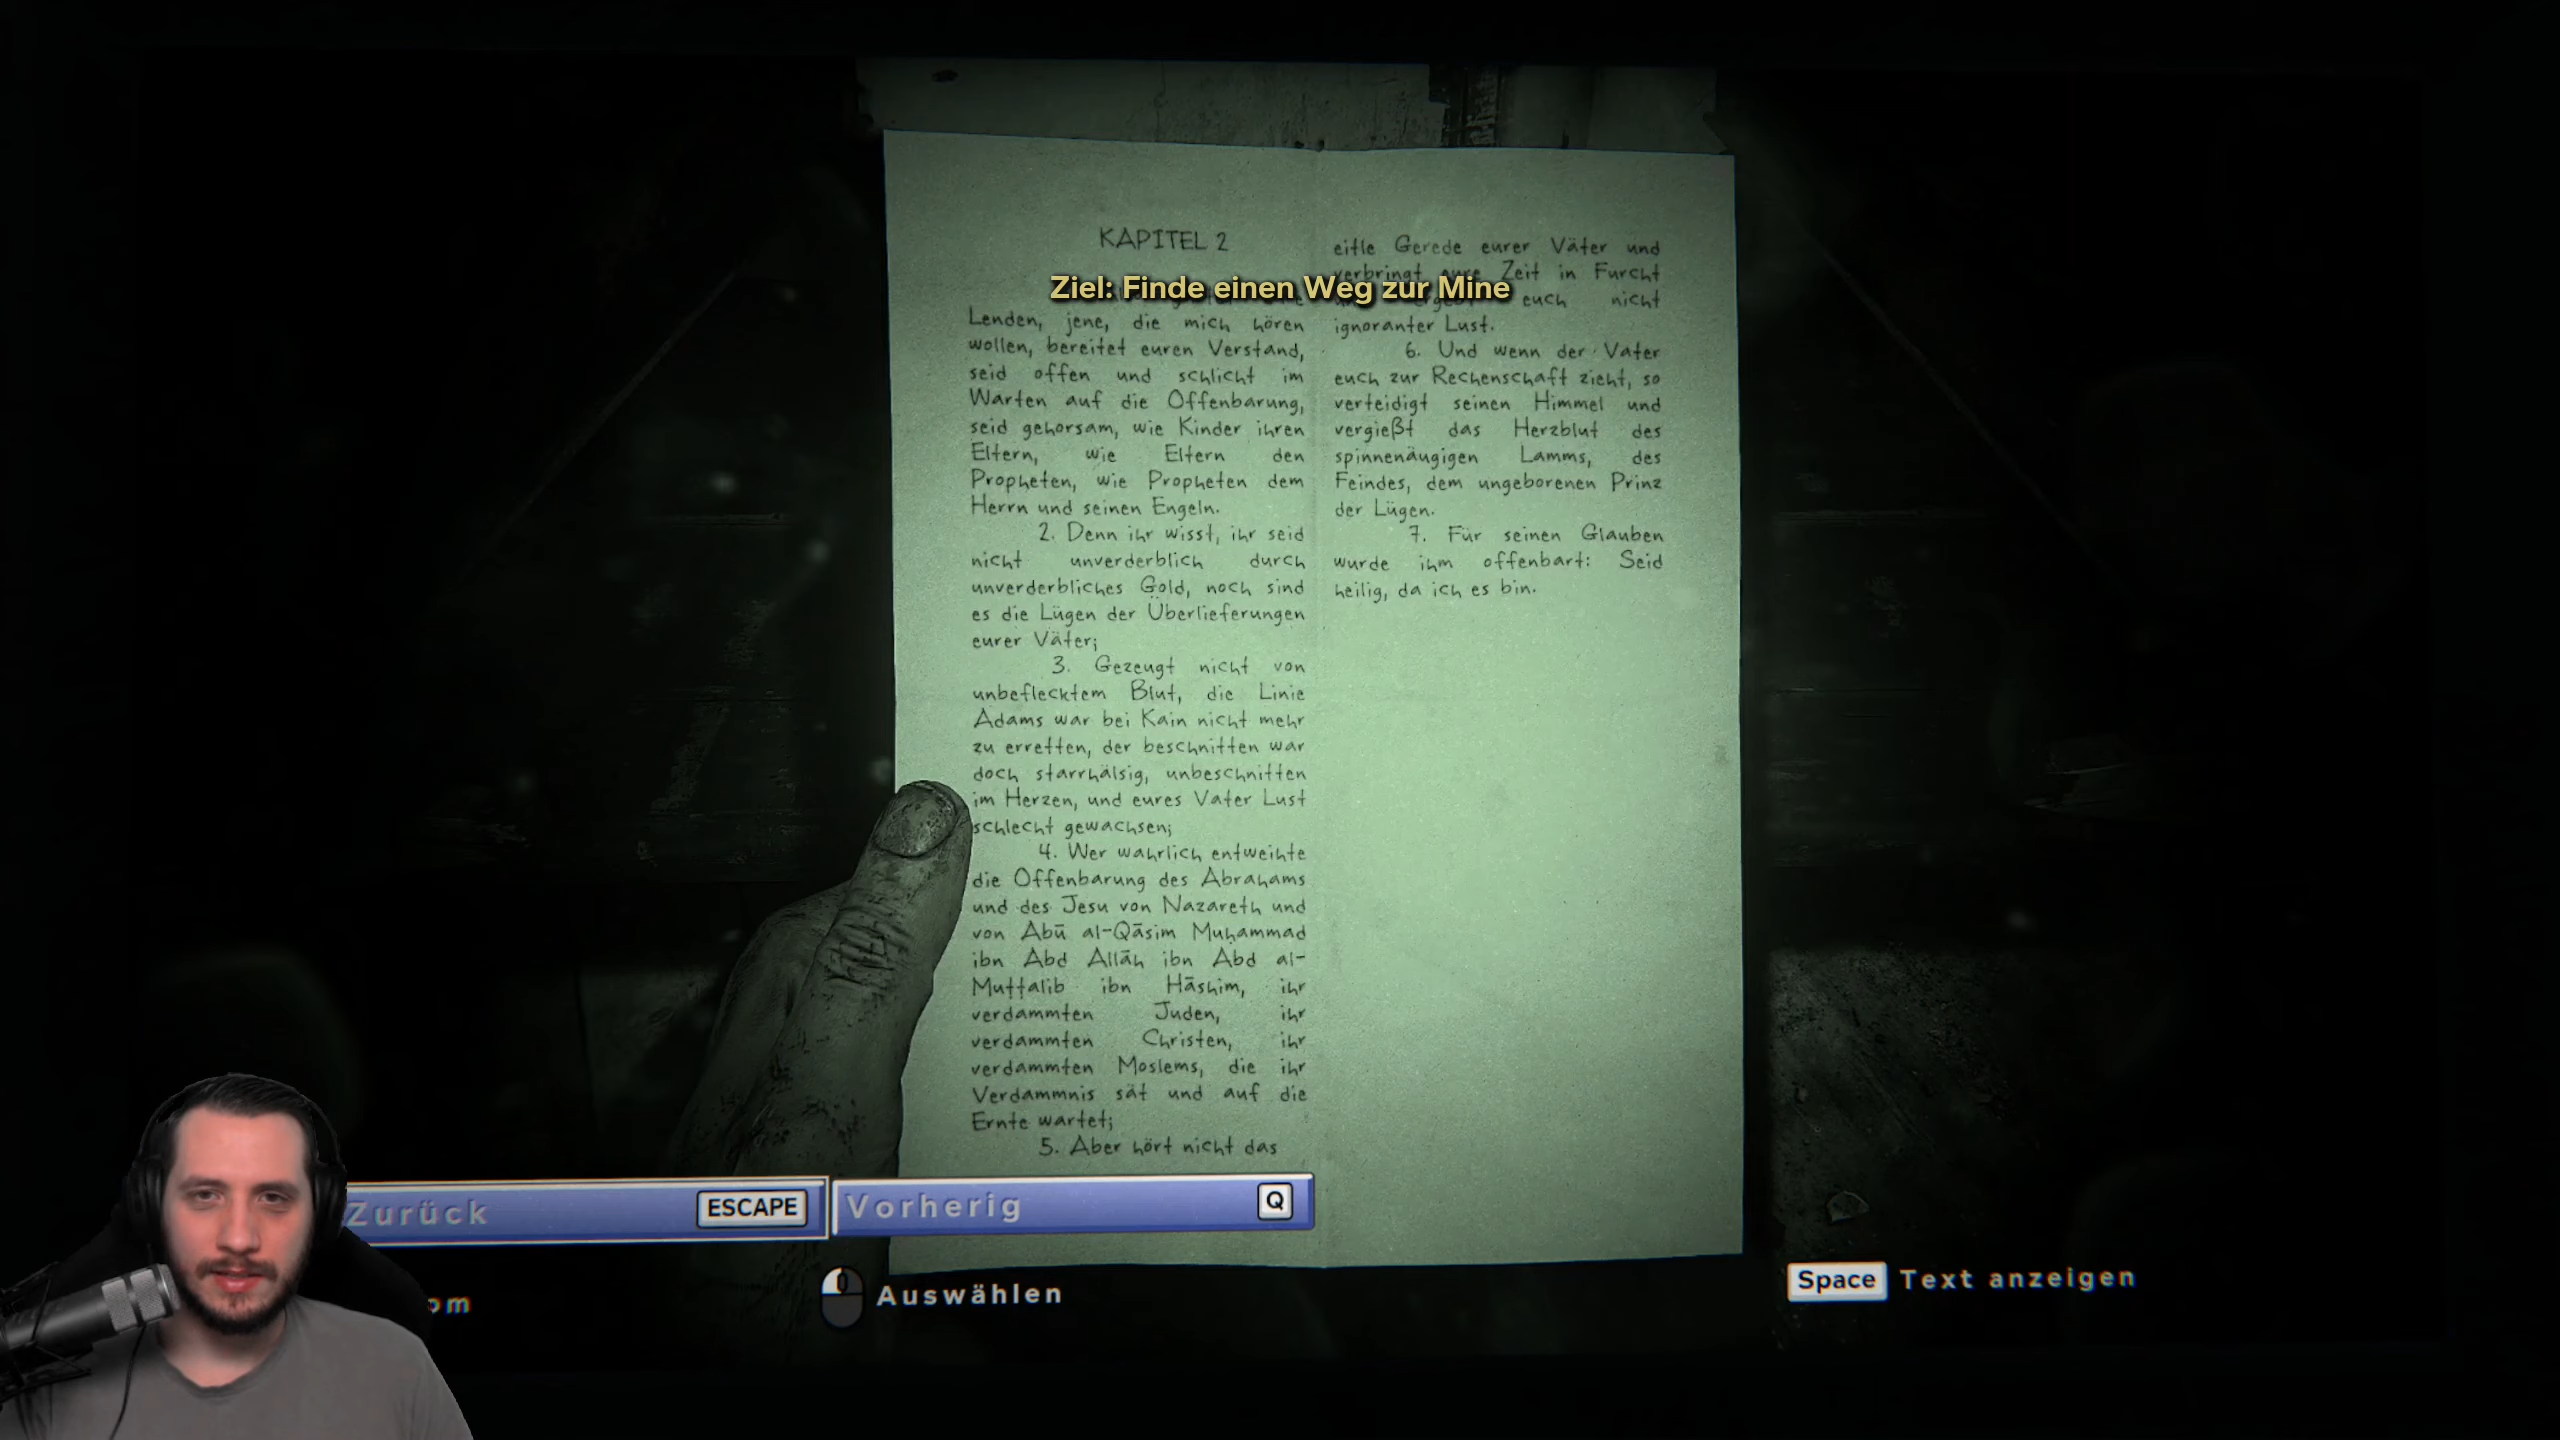 KAPITEL 2
Ziel: Finde einen Weg zur Mine
Lenden, jene, die mich hören
wollen, bereitet euren Verstand,
seid offen und schlicht im
Warten auf die Offenbarung,
seid gehorsam, wie Kinder ihren
Eltern, wie Eltern den
Propheten, wie Propheten dem
Herrn und seinen Engeln.
2. Denn ihr wisst, ihr seid
nicht unverderblich durch
unverderbliches Gold, noch sind
es die Lügen der Überlieferungen
eurer Väter;
3. Gezeugt nicht von
unbeflecktem Blut, die Linie
Adams war bei Kain nicht mehr
zu erretten, der beschnitten war
doch starrhälsig, unbeschnitten
im Herzen, und eures Vater Lust
schlecht gewachsen;
4. Wer wahrlich entweihte
die Offenbarung des Abrahams
und des Jesu von Nazareth und
von Abū al-Qāsim Muḥammad
ibn Abd Allāh ibn Abd al-
Muṭṭalib ibn Hāshim, ihr
verdammten Juden, ihr
verdammten Christen, ihr
verdammten Moslems, die ihr
Verdammnis sät und auf die
Ernte wartet;
5. Aber hört nicht das
eitle Gerede eurer Väter und
verbringt eure Zeit in Furcht
euch nicht
ignoranter Lust.
6. Und wenn der Vater
euch zur Rechenschaft zieht, so
verteidigt seinen Himmel und
vergießt das Herzblut des
spinnenäugigen Lamms, des
Feindes, dem ungeborenen Prinz
der Lügen.
7. Für seinen Glauben
wurde ihm offenbart: Seid
heilig, da ich es bin.
Zurück ESCAPE
Vorherig Q
om
Auswählen
Space Text anzeigen